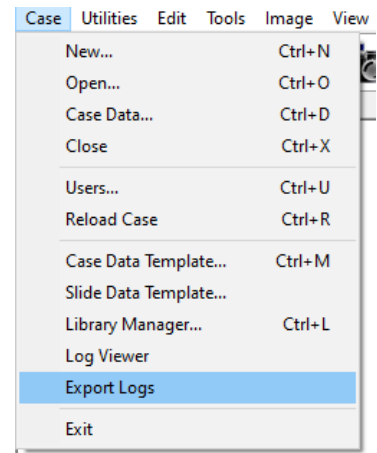 Case Utilities Edit Tools Image View
New... Ctrl+N
Open... Ctrl+O
Case Data... Ctrl+D
Close Ctrl+X
Users... Ctrl+U
Reload Case Ctrl+R
Case Data Template... Ctrl+M
Slide Data Template...
Library Manager... Ctrl+L
Log Viewer
Export Logs
Exit